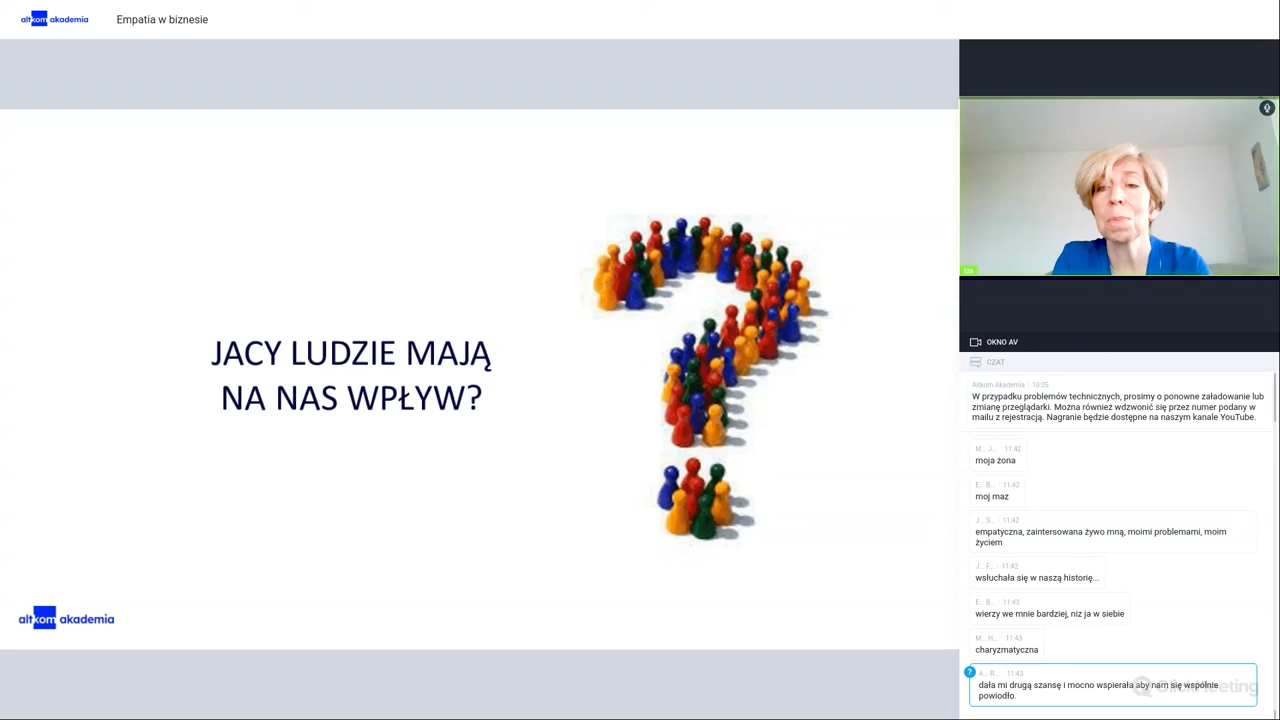 altkom akademia
Empatia w biznesie
JACY LUDZIE MAJĄ
NA NAS WPŁYW?
altkom akademia
Iza
OKNO AV
CZAT
Altkom Akademia : 10:05
W przypadku problemów technicznych, prosimy o ponowne załadowanie lub
zmianę przeglądarki. Można również wdzwonić się przez numer podany w
mailu z rejestracją. Nagranie będzie dostępne na naszym kanale YouTube.
M... J... : 11:42
moja żona
E... B... : 11:42
moj maz
J... S... : 11:42
empatyczna, zaintersowana żywo mną, moimi problemami, moim
życiem
J... F... : 11:42
wsłuchała się w naszą historię...
E... B... : 11:43
wierzy we mnie bardziej, niz ja w siebie
M... H... : 11:43
charyzmatyczna
?
A... R... : 11:43
dała mi drugą szansę i mocno wspierała aby nam się wspólnie
powiodło.
ClickMeeting